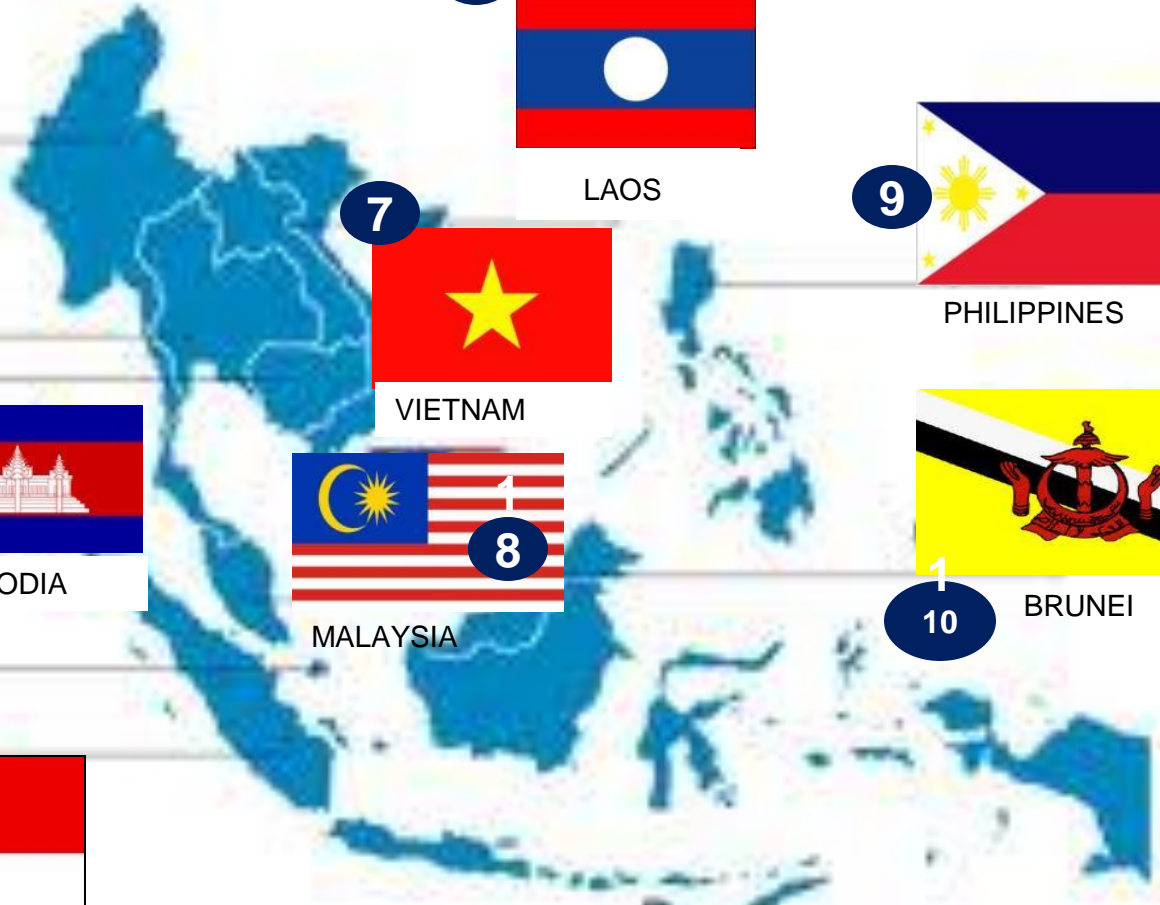 LAOS
7
9
PHILIPPINES
VIETNAM
1
8
ODIA
MALAYSIA
1
10
BRUNEI